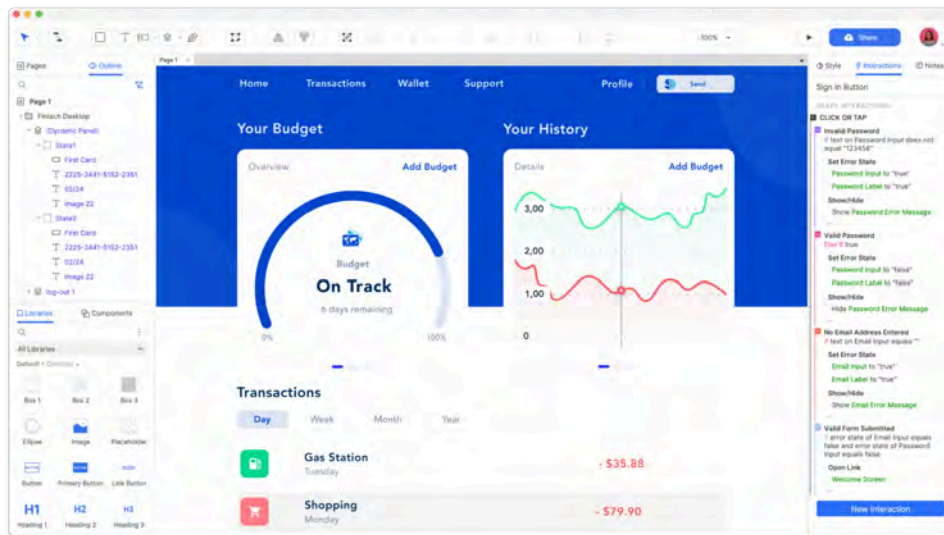 100%
Share
Pages
Outline
Page 1
Page 1
Fintech Desktop
(Dynamic Panel)
State1
First Card
2225-3441-5152-2351
02/24
Image 22
State2
First Card
2225-3441-5152-2351
02/24
Image 22
log-out 1
Libraries
Components
All Libraries
Default
Box 1 Box 2 Box 3
Ellipse Image Placeholder
BUTTON
Button Primary Button Link Button
H1 H2 H3
Heading 1 Heading 2 Heading 3
Home Transactions Wallet Support Profile Send
Your Budget
Overview
Add Budget
Budget
On Track
6 days remaining
0% 100%
Your History
Details
Add Budget
3,00
2,00
1,00
0
Transactions
Day Week Month Year
Gas Station
Tuesday
- $35.88
Shopping
Monday
- $79.90
Style Interactions Notes
Sign In Button
SHAPE INTERACTIONS
CLICK OR TAP
Invalid Password
If text on Password Input does not
equal "123456"
Set Error State
Password Input to "true"
Password Label to "true"
Show/Hide
Show Password Error Message
Valid Password
Else If true
Set Error State
Password Input to "false"
Password Label to "false"
Show/Hide
Hide Password Error Message
No Email Address Entered
If text on Email Input equals ""
Set Error State
Email Input to "true"
Email Label to "true"
Show/Hide
Show Email Error Message
Valid Form Submitted
If error state of Email Input equals
false and error state of Password
Input equals false
Open Link
Welcome Screen
New Interaction